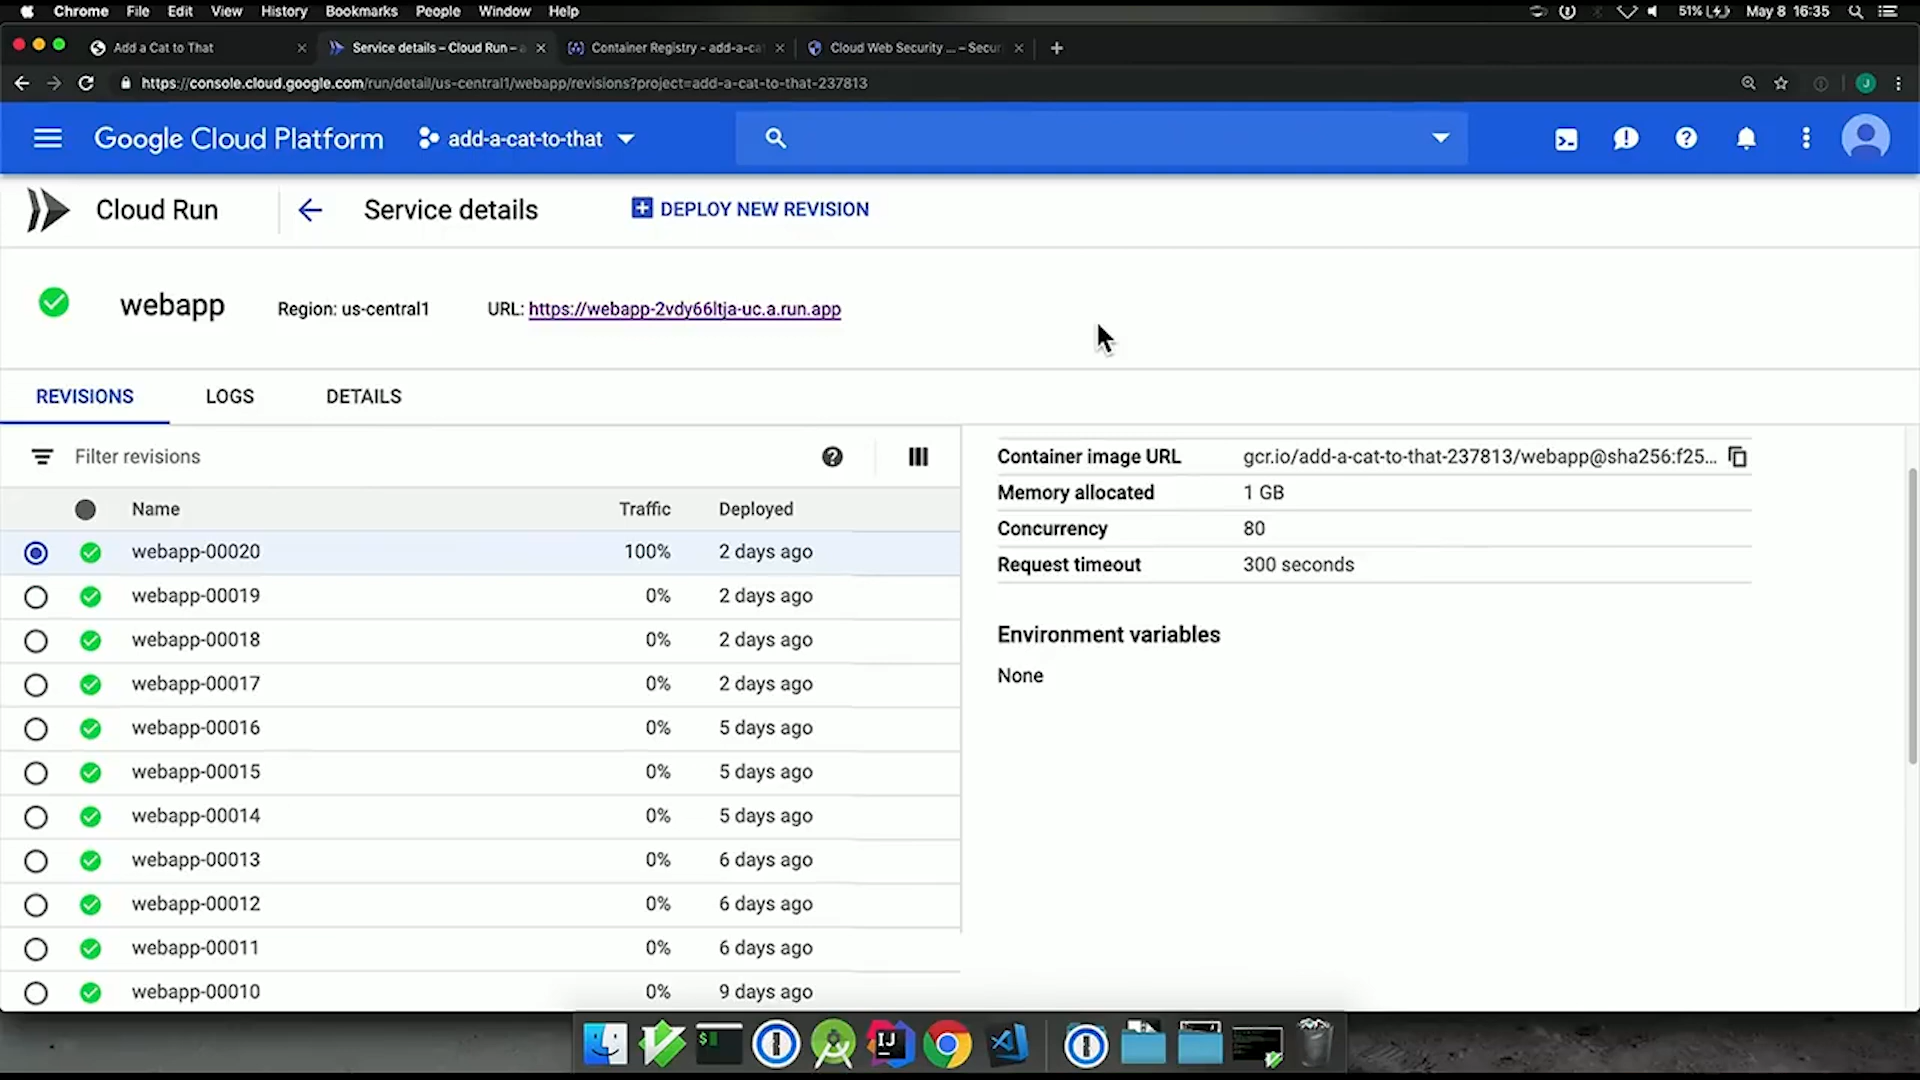 Chrome File Edit View History Bookmarks People Window Help 51% May 8 16:35
Add a Cat to That
Service details – Cloud Run – a
Container Registry - add-a-cat
Cloud Web Security ... – Secur
https://console.cloud.google.com/run/detail/us-central1/webapp/revisions?project=add-a-cat-to-that-237813
J
Google Cloud Platform add-a-cat-to-that
Cloud Run Service details DEPLOY NEW REVISION
webapp Region: us-central1 URL: https://webapp-2vdy66ltja-uc.a.run.app
REVISIONS LOGS DETAILS
Filter revisions
Name Traffic Deployed
webapp-00020 100% 2 days ago
webapp-00019 0% 2 days ago
webapp-00018 0% 2 days ago
webapp-00017 0% 2 days ago
webapp-00016 0% 5 days ago
webapp-00015 0% 5 days ago
webapp-00014 0% 5 days ago
webapp-00013 0% 6 days ago
webapp-00012 0% 6 days ago
webapp-00011 0% 6 days ago
webapp-00010 0% 9 days ago
Container image URL gcr.io/add-a-cat-to-that-237813/webapp@sha256:f25...
Memory allocated 1 GB
Concurrency 80
Request timeout 300 seconds
Environment variables
None
$
IJ